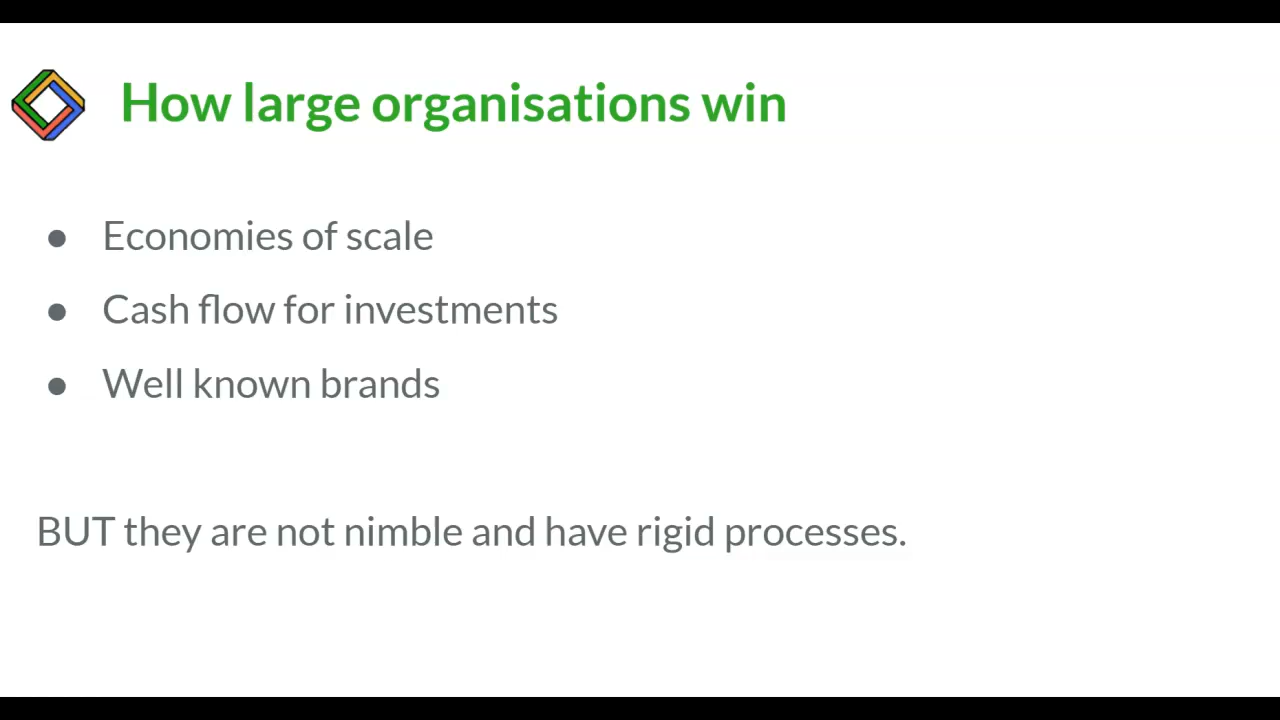 How large organisations win
● Economies of scale
● Cash flow for investments
● Well known brands
BUT they are not nimble and have rigid processes.